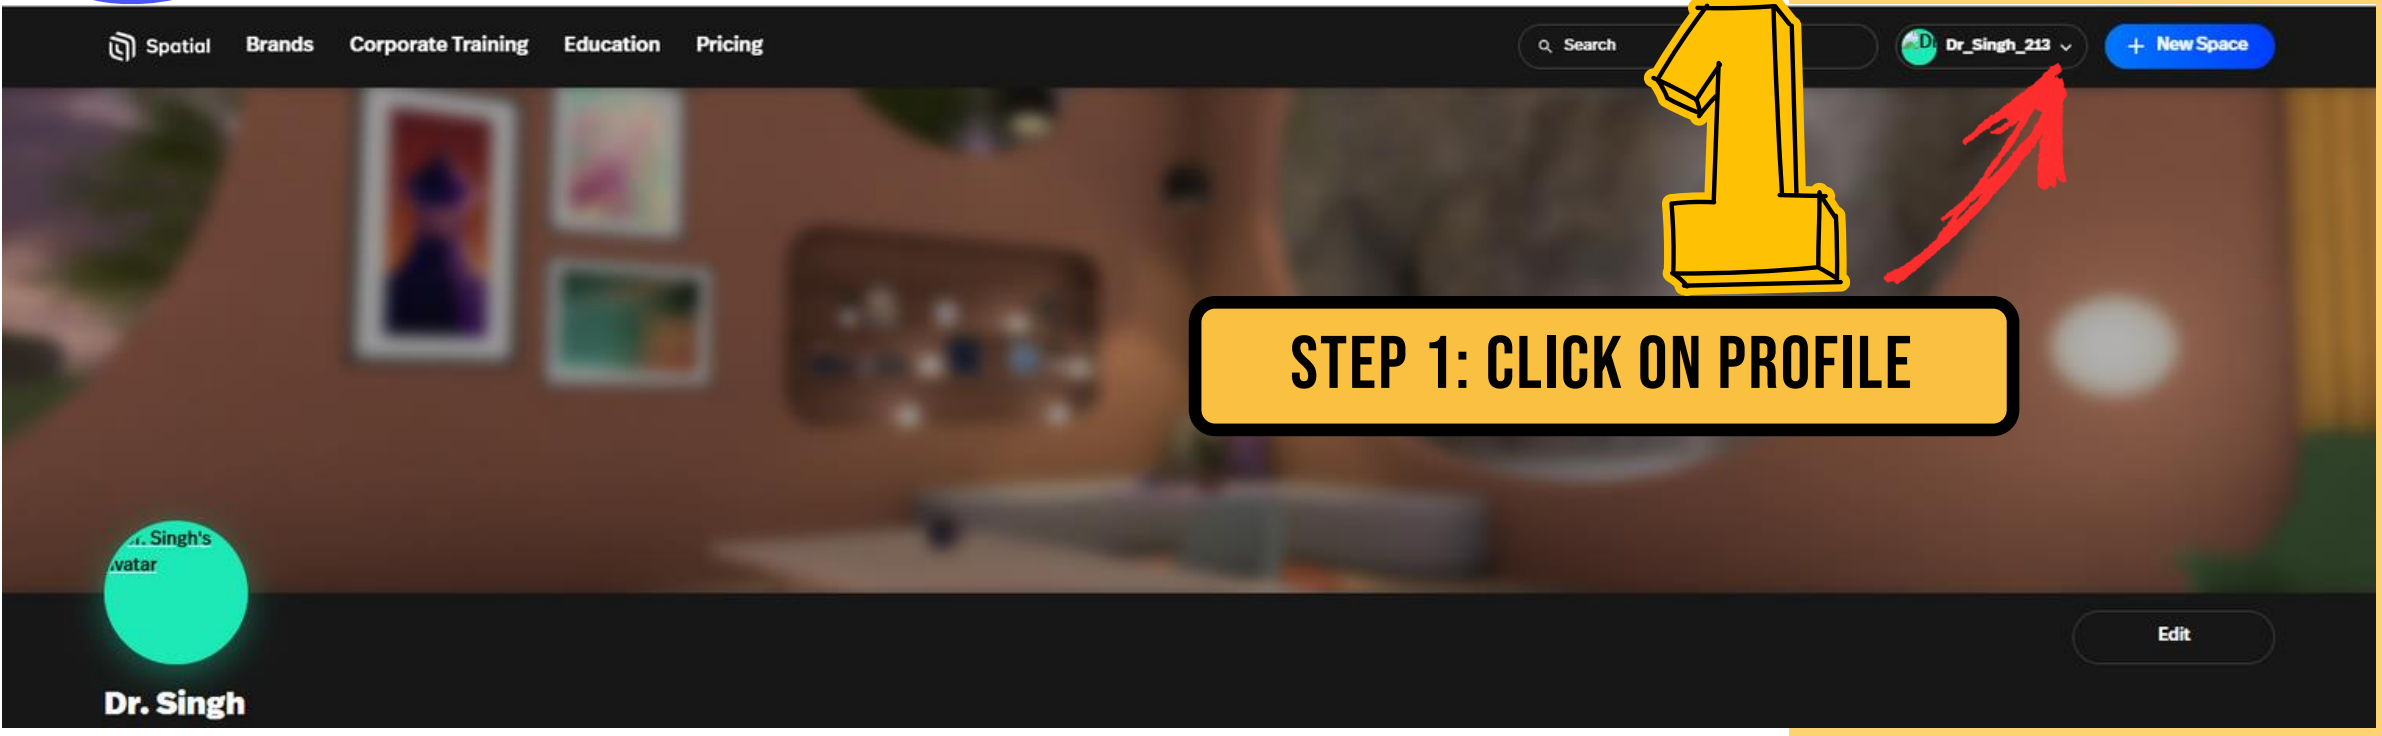 Spatial Brands Corporate Training Education Pricing
Search
Dr_Singh_213
+ New Space
1
STEP 1: CLICK ON PROFILE
r. Singh's
vatar
Edit
Dr. Singh